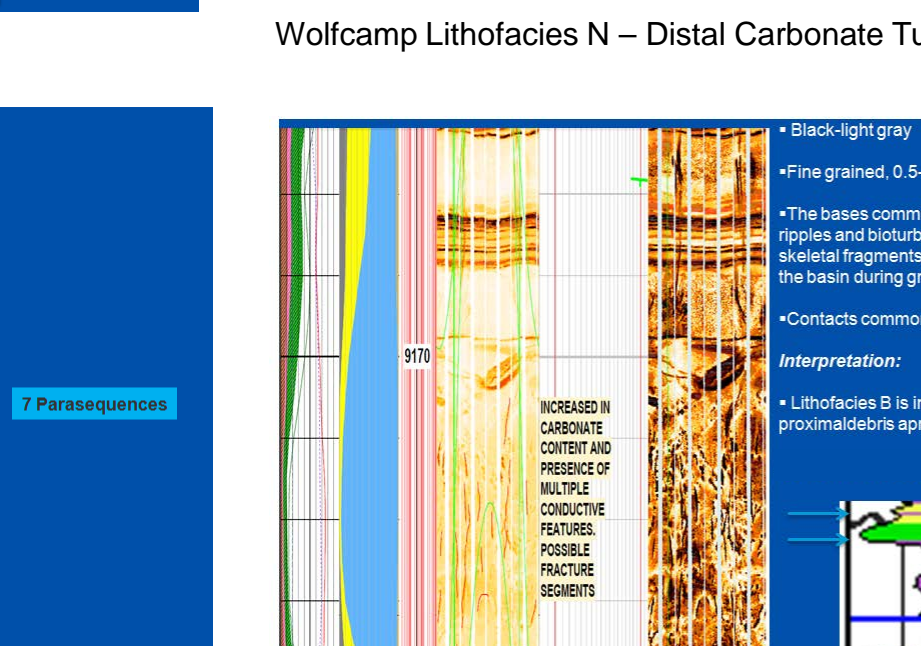 Wolfcamp Lithofacies N – Distal Carbonate Tu
▪ Black-light gray
▪Fine grained, 0.5-
▪The bases comm
ripples and bioturb
skeletal fragments
the basin during gr
▪Contacts common
Interpretation:
▪ Lithofacies B is in
proximaldebris apr
9170
7 Parasequences
INCREASED IN
CARBONATE
CONTENT AND
PRESENCE OF
MULTIPLE
CONDUCTIVE
FEATURES.
POSSIBLE
FRACTURE
SEGMENTS